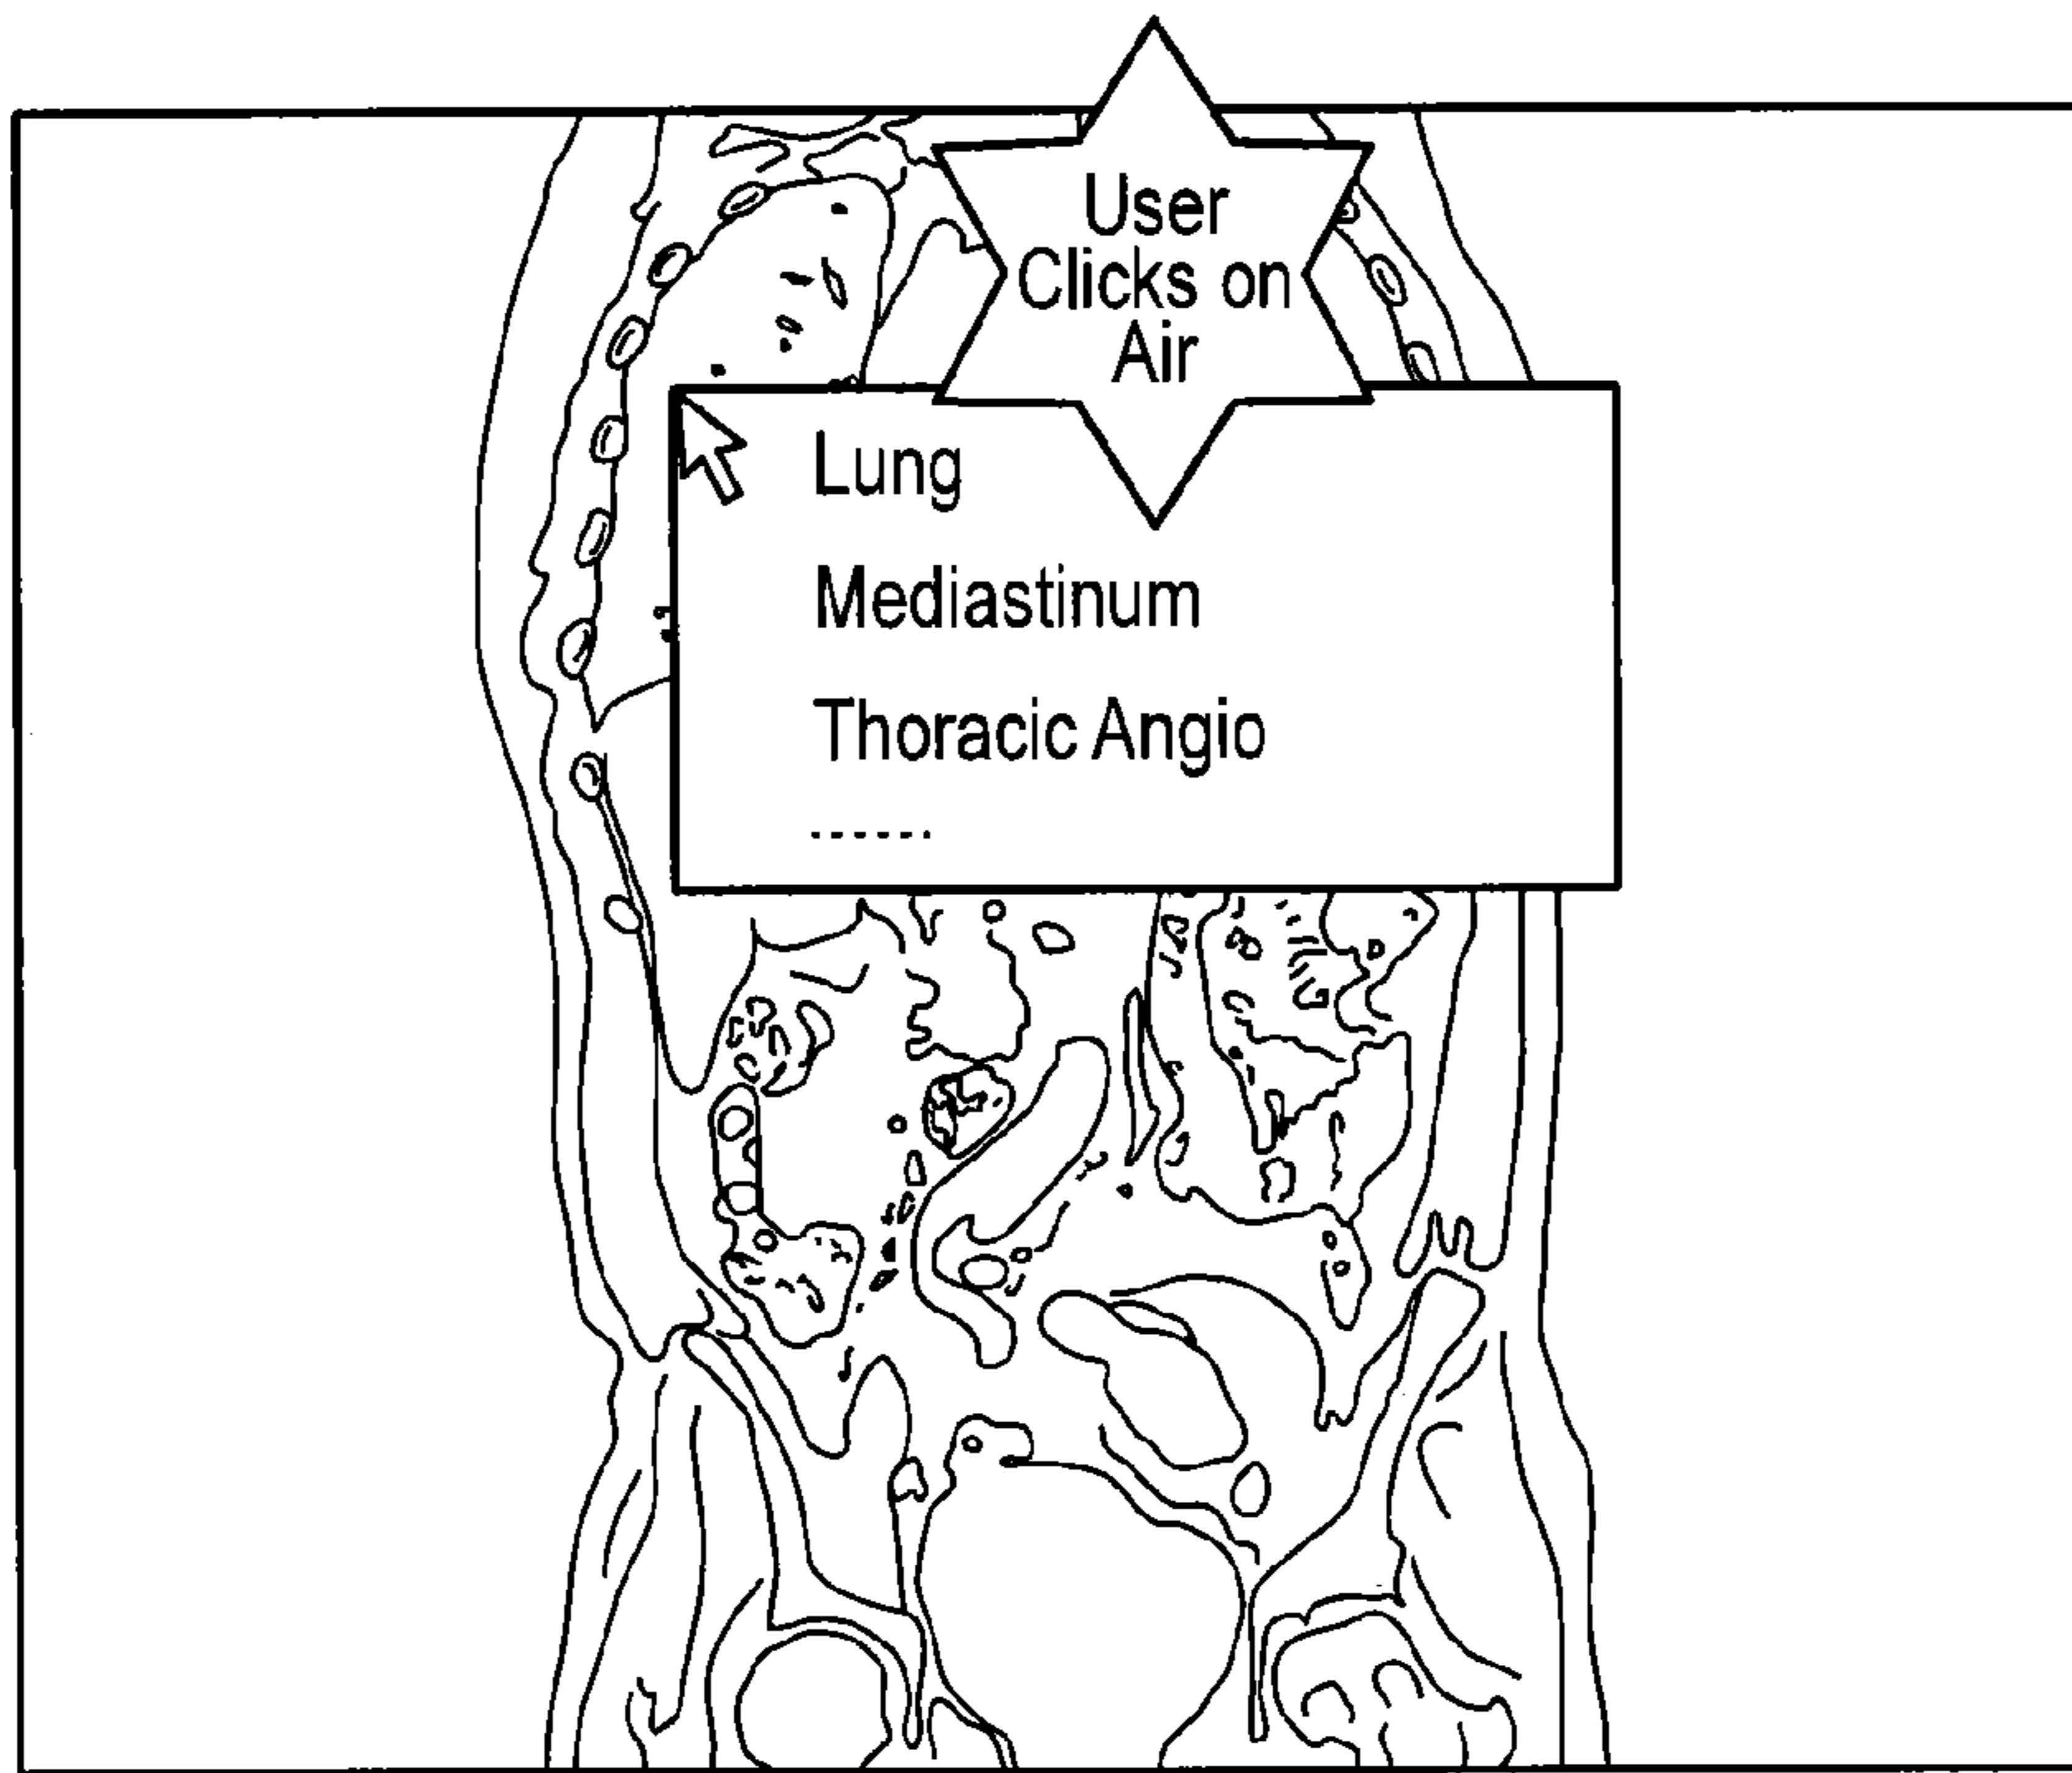 User
Clicks on
Air
Lung
Mediastinum
Thoracic Angio
......